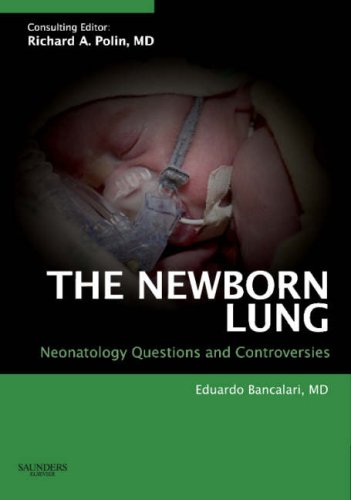 Consulting Editor:
Richard A. Polin, MD
THE NEWBORN
LUNG
Neonatology Questions and Controversies
Eduardo Bancalari, MD
SAUNDERS
ELSEVIER